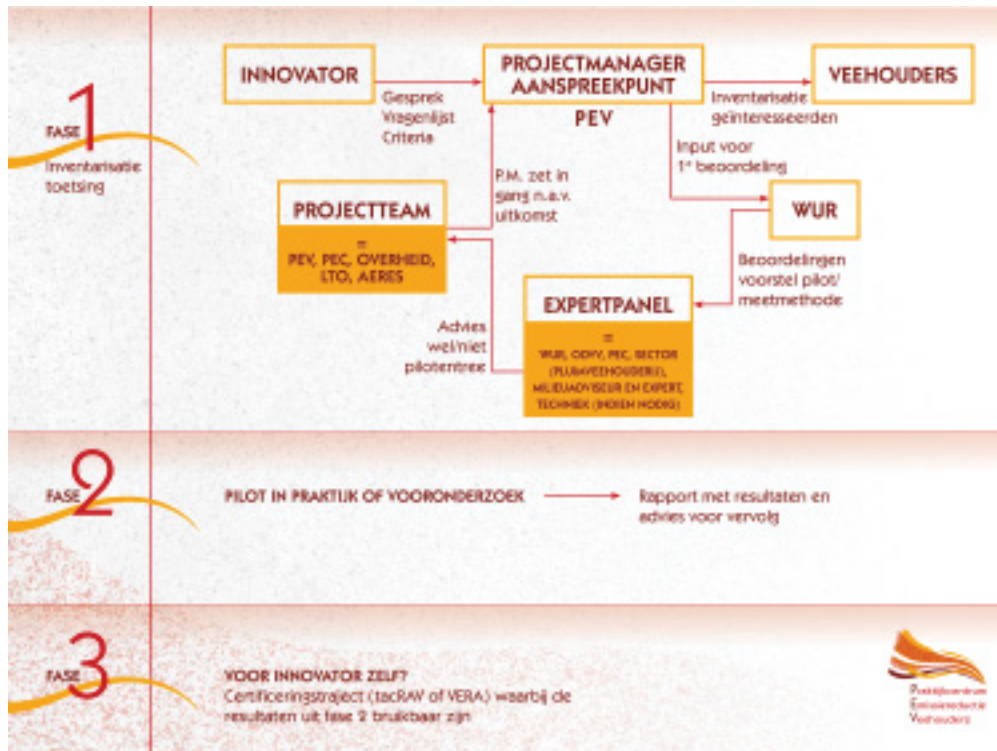 FASE 1
Inventarisatie
toetsing
INNOVATOR
Gesprek
Vragenlijst
Criteria
PROJECTMANAGER
AANSPREEKPUNT
PEV
Inventarisatie
geïnteresseerden
VEEHOUDERS
Input voor
1e beoordeling
WUR
Beoordelingen
voorstel pilot/
meetmethode
EXPERTPANEL
=
WUR, ODNV, PEC, SECTOR
(PLUIMVEEHOUDERIJ),
MILIEUADVISEUR EN EXPERT,
TECHNIEK (INDIEN NODIG)
Advies
wel/niet
pilotentree
PROJECTTEAM
=
PEV, PEC, OVERHEID,
LTO, AERES
P.M. zet in
gang n.a.v.
uitkomst
FASE 2
PILOT IN PRAKTIJK OF VOORONDERZOEK
Rapport met resultaten en
advies voor vervolg
FASE 3
VOOR INNOVATOR ZELF?
Certificeringstraject (tacRAV of VERA) waarbij de
resultaten uit fase 2 bruikbaar zijn
Praktijkcentrum
Emissiereductie
Veehouderij